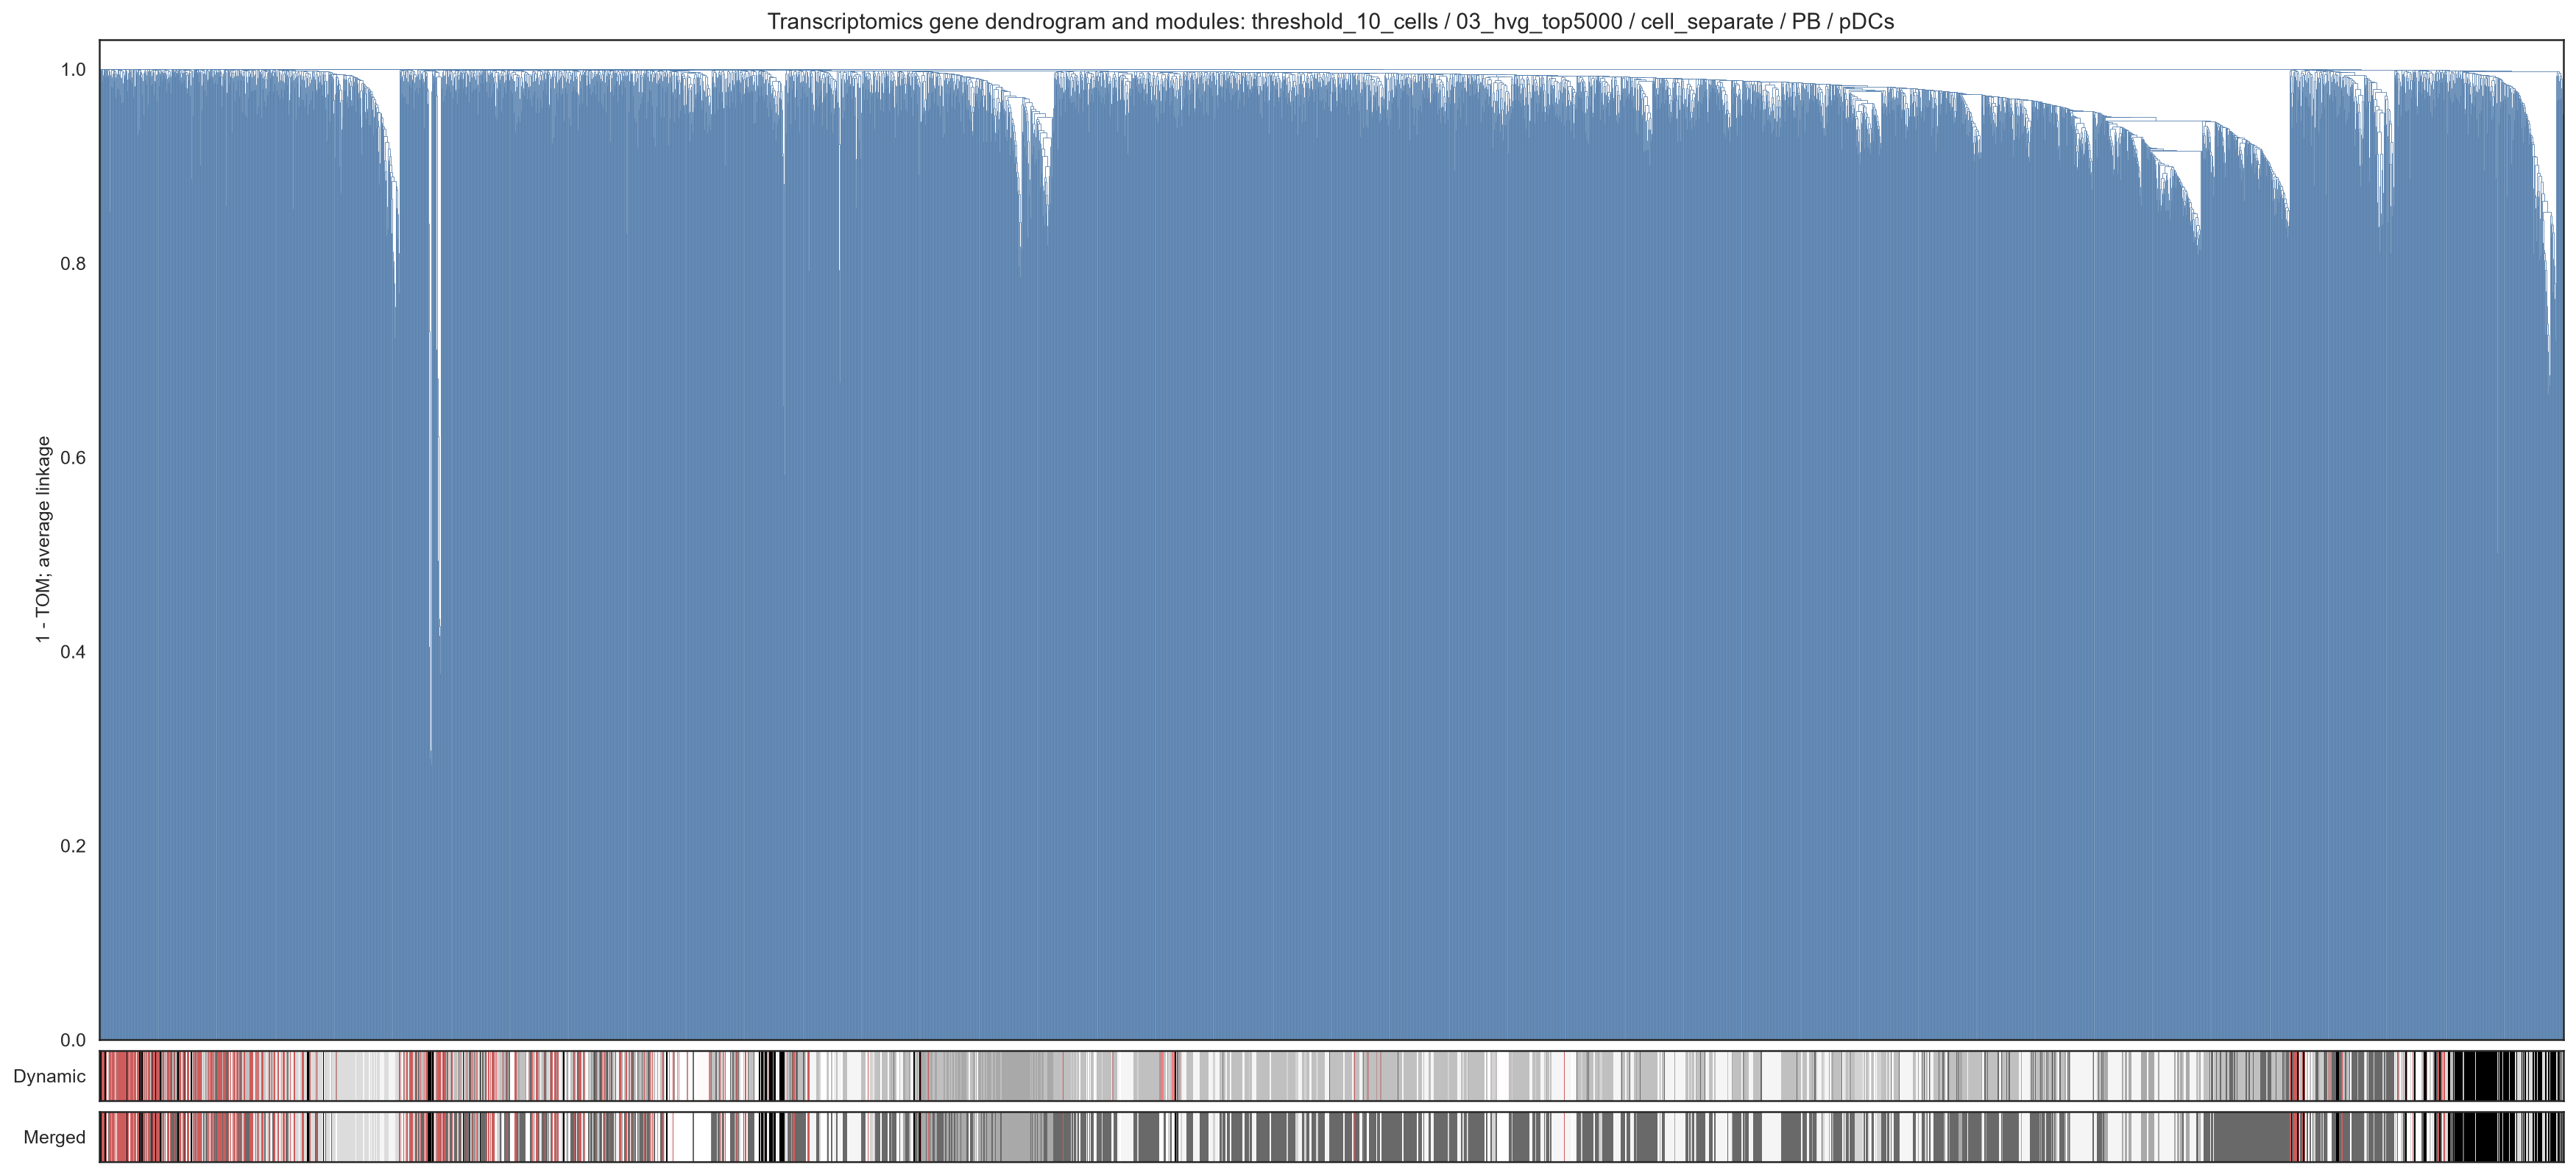 Transcriptomics gene dendrogram and modules: threshold_10_cells / 03_hvg_top5000 / cell_separate / PB / pDCs
1.0
0.8
0.6
0.4
0.2
0.0
1 - TOM; average linkage
Dynamic
Merged